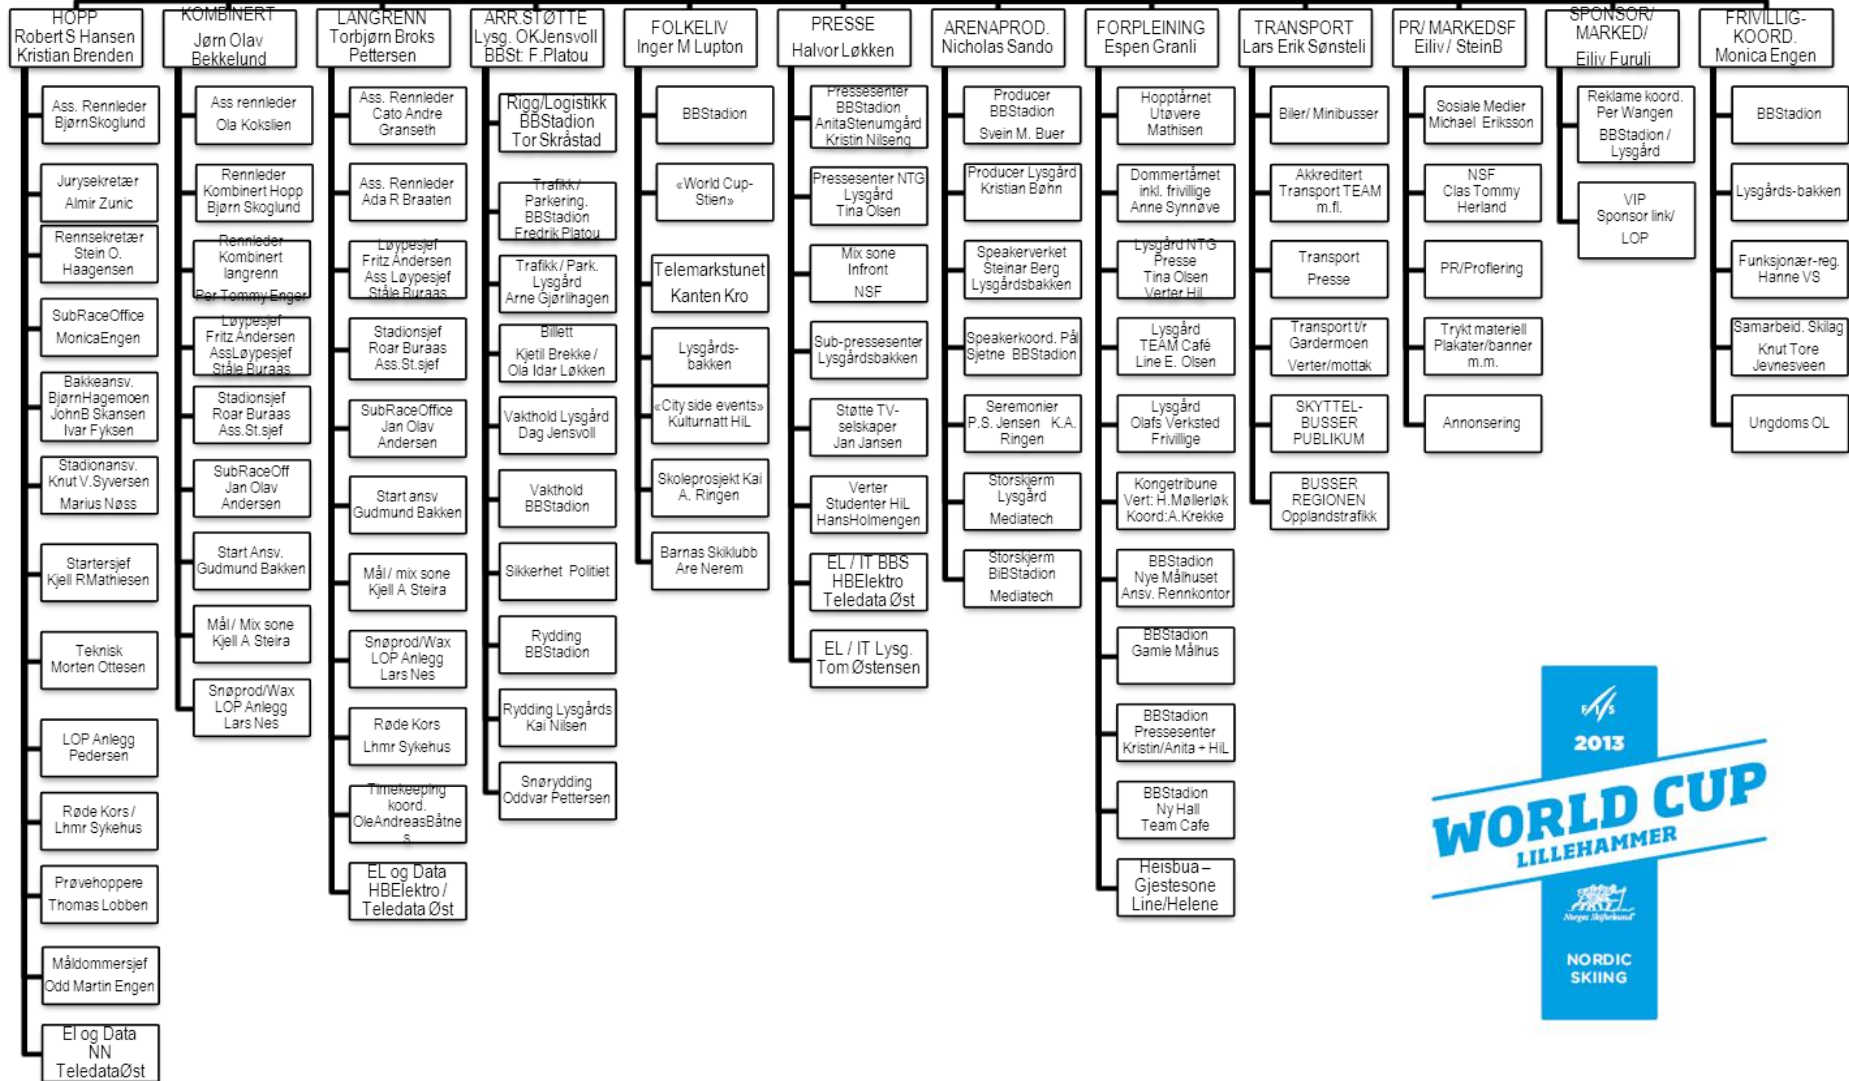 HOPP
Robert S Hansen
Kristian Brenden
Ass. Rennleder
BjørnSkoglund
Jurysekretær
Almir Zunic
Rennsekretær
Stein O.
Haagensen
SubRaceOffice
MonicaEngen
Bakkeansv.
BjørnHagemoen
JohnB Skansen
Ivar Fyksen
Stadionansv.
Knut V.Syversen
Marius Nøss
Startersjef
Kjell RMathiesen
Teknisk
Morten Ottesen
LOP Anlegg
Pedersen
Røde Kors /
Lhmr Sykehus
Prøvehoppere
Thomas Lobben
Måldommersjef
Odd Martin Engen
El og Data
NN
TeledataØst
KOMBINERT
Jørn Olav
Bekkelund
Ass rennleder
Ola Kokslien
Rennleder
Kombinert Hopp
Bjørn Skoglund
Rennleder
Kombinert
langrenn
Per Tommy Enger
Løypesjef
Fritz Andersen
AssLøypesjef
Ståle Buraas
Stadionsjef
Roar Buraas
Ass.St.sjef
SubRaceOff
Jan Olav
Andersen
Start Ansv.
Gudmund Bakken
Mål / Mix sone
Kjell A Steira
Snøprod/Wax
LOP Anlegg
Lars Nes
LANGRENN
Torbjørn Broks
Pettersen
Ass. Rennleder
Cato Andre
Granseth
Ass. Rennleder
Ada R Braaten
Løypesjef
Fritz Andersen
Ass Løypesjef
Ståle Buraas
Stadionsjef
Roar Buraas
Ass.St.sjef
SubRaceOffice
Jan Olav
Andersen
Start ansv
Gudmund Bakken
Mål / mix sone
Kjell A Steira
Snøprod/Wax
LOP Anlegg
Lars Nes
Røde Kors
Lhmr Sykehus
Timekeeping
koord.
OleAndreasBåtne
s
EL og Data
HBElektro /
Teledata Øst
ARR.STØTTE
Lysg. OKJensvoll
BBSt: F.Platou
Rigg/Logistikk
BBStadion
Tor Skråstad
Trafikk /
Parkering.
BBStadion
Fredrik Platou
Trafikk / Park.
Lysgård
Arne Gjørlihagen
Billett
Kjetil Brekke /
Ola Idar Løkken
Vakthold Lysgård
Dag Jensvoll
Vakthold
BBStadion
Sikkerhet Politiet
Rydding
BBStadion
Rydding Lysgårds
Kai Nilsen
Snørydding
Oddvar Pettersen
FOLKELIV
Inger M Lupton
BBStadion
«World Cup-
Stien»
Telemarkstunet
Kanten Kro
Lysgårds-
bakken
«City side events»
Kulturnatt HiL
Skoleprosjekt Kai
A. Ringen
Barnas Skiklubb
Are Nerem
PRESSE
Halvor Løkken
Pressesenter
BBStadion
AnitaStenumgård
Kristin Nilseng
Pressesenter NTG
Lysgård
Tina Olsen
Mix sone
Infront
NSF
Sub-pressesenter
Lysgårdsbakken
Støtte TV-
selskaper
Jan Jansen
Verter
Studenter HiL
HansHolmengen
EL / IT BBS
HBElektro
Teledata Øst
EL / IT Lysg.
Tom Østensen
ARENAPROD.
Nicholas Sando
Producer
BBStadion
Svein M. Buer
Producer Lysgård
Kristian Bøhn
Speakerverket
Steinar Berg
Lysgårdsbakken
Speakerkoord. Pål
Sjetne BBStadion
Seremonier
P.S. Jensen K.A.
Ringen
Storskjerm
Lysgård
Mediatech
Storskjerm
BiBStadion
Mediatech
FORPLEINING
Espen Granli
Hopptårnet
Utøvere
Mathisen
Dommertårnet
inkl. frivillige
Anne Synnøve
Lysgård NTG
Presse
Tina Olsen
Verter Hil
Lysgård
TEAM Café
Line E. Olsen
Lysgård
Olafs Verksted
Frivillige
Kongetribune
Vert: H.Møllerløk
Koord:A.Krekke
BBStadion
Nye Målhuset
Ansv. Rennkontor
BBStadion
Gamle Målhus
BBStadion
Pressesenter
Kristin/Anita + HiL
BBStadion
Ny Hall
Team Cafe
Heisbua –
Gjestesone
Line/Helene
TRANSPORT
Lars Erik Sønsteli
Biler/ Minibusser
Akkreditert
Transport TEAM
m.fl.
Transport
Presse
Transport t/r
Gardermoen
Verter/mottak
SKYTTEL-
BUSSER
PUBLIKUM
BUSSER
REGIONEN
Opplandstrafikk
PR/ MARKEDSF
Eiliv / SteinB
Sosiale Medier
Michael Eriksson
NSF
Clas Tommy
Herland
PR/Profiering
Trykt materiell
Plakater/banner
m.m.
Annonsering
SPONSOR/
MARKED/
Eiliv Furuli
Reklame koord.
Per Wangen
BBStadion /
Lysgård
VIP
Sponsor link/
LOP
FRIVILLIG-
KOORD.
Monica Engen
BBStadion
Lysgårds-bakken
Funksjonær-reg.
Hanne VS
Samarbeid. Skilag
Knut Tore
Jevnesveen
Ungdoms OL
FIS
2013
WORLD CUP
LILLEHAMMER
Norges Skiforbund
NORDIC
SKIING